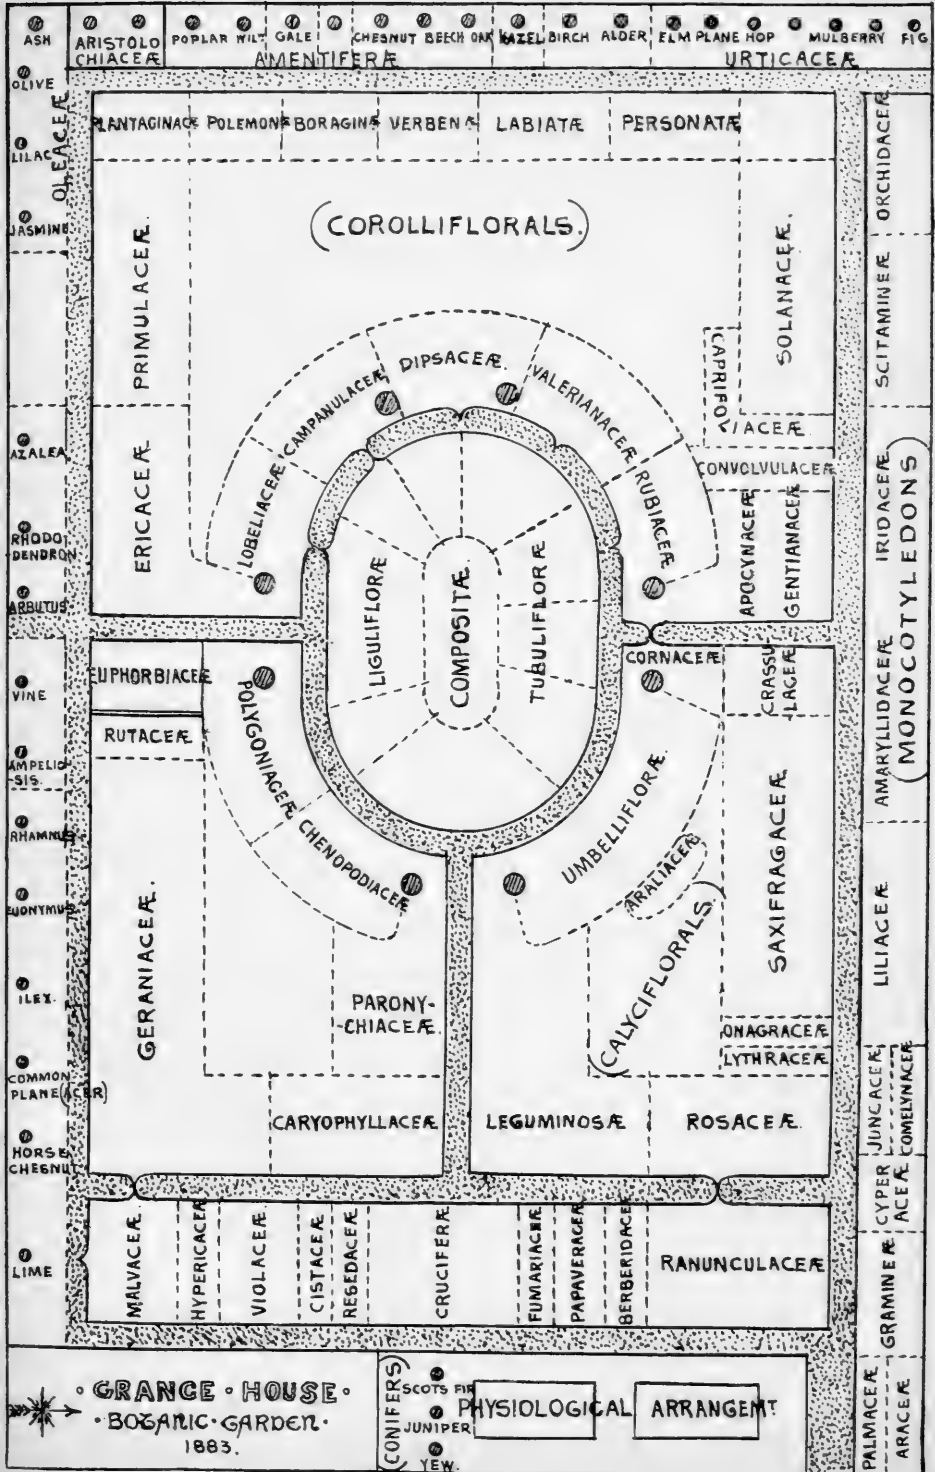 ASH
ARISTOLO
CHIACEÆ
POPLAR
WILT
GALE
CHESNUT
BEECH
OAK
HAZEL
BIRCH
ALDER
ELM
PLANE
HOP
MULBERRY
FIG
AMENTIFERÆ
URTICACEÆ
OLIVE
OLEACEÆ
LILAC
JASMINE
AZALEA
RHODO-
DENDRON
ARBUTUS
VINE
AMPELIO
-SIS.
RHAMNUS
EUONYMUS
ILEX.
COMMON
PLANE (ACER)
HORSE
CHESNUT
LIME
PLANTAGINACÆ
POLEMONÆ
BORAGINÆ
VERBENÆ
LABIATÆ
PERSONATÆ
(COROLLIFLORALS.)
PRIMULACEÆ.
ERICACEÆ
SOLANACEÆ.
CAPRIFO
LIACEÆ.
CONVOLVULACEÆ
APOCYNACEÆ
GENTIANACEÆ
LOBELIACEÆ
CAMPANULACEÆ
DIPSACEÆ.
VALERIANACEÆ
RUBIACEÆ
LIGULIFLORÆ
COMPOSITÆ.
TUBULIFLORÆ
EUPHORBIACEÆ
RUTACEÆ
GERANIACEÆ.
POLYGONIACEÆ
CHENOPODIACEÆ
PARONY-
-CHIACEÆ.
CARYOPHYLLACEÆ
CORNACEÆ
CRASSU
LACEÆ.
UMBELLIFLORÆ
ARALIACEÆ
(CALYCIFLORALS.)
SAXIFRAGACEÆ
ONAGRACEÆ
LYTHRACEÆ
LEGUMINOSÆ
ROSACEÆ.
MALVACEÆ.
HYPERICACEÆ
VIOLACEÆ.
CISTACEÆ
RESEDACEÆ
CRUCIFERÆ
FUMARIACEÆ
PAPAVERACEÆ
BERBERIDACEÆ
RANUNCULACEÆ
ORCHIDACEÆ
SCITAMINEÆ
IRIDACEÆ
(MONOCOTYLEDONS)
AMARYLLIDACEÆ
LILIACEÆ
JUNCACEÆ
COMELYNACEÆ
CYPER
ACEÆ
GRAMINEÆ
PALMACEÆ
ARACEÆ
·GRANGE·HOUSE·
·BOTANIC·GARDEN·
1883.
(CONIFERS)
SCOTS FIR
JUNIPER
YEW.
PHYSIOLOGICAL ARRANGEMT